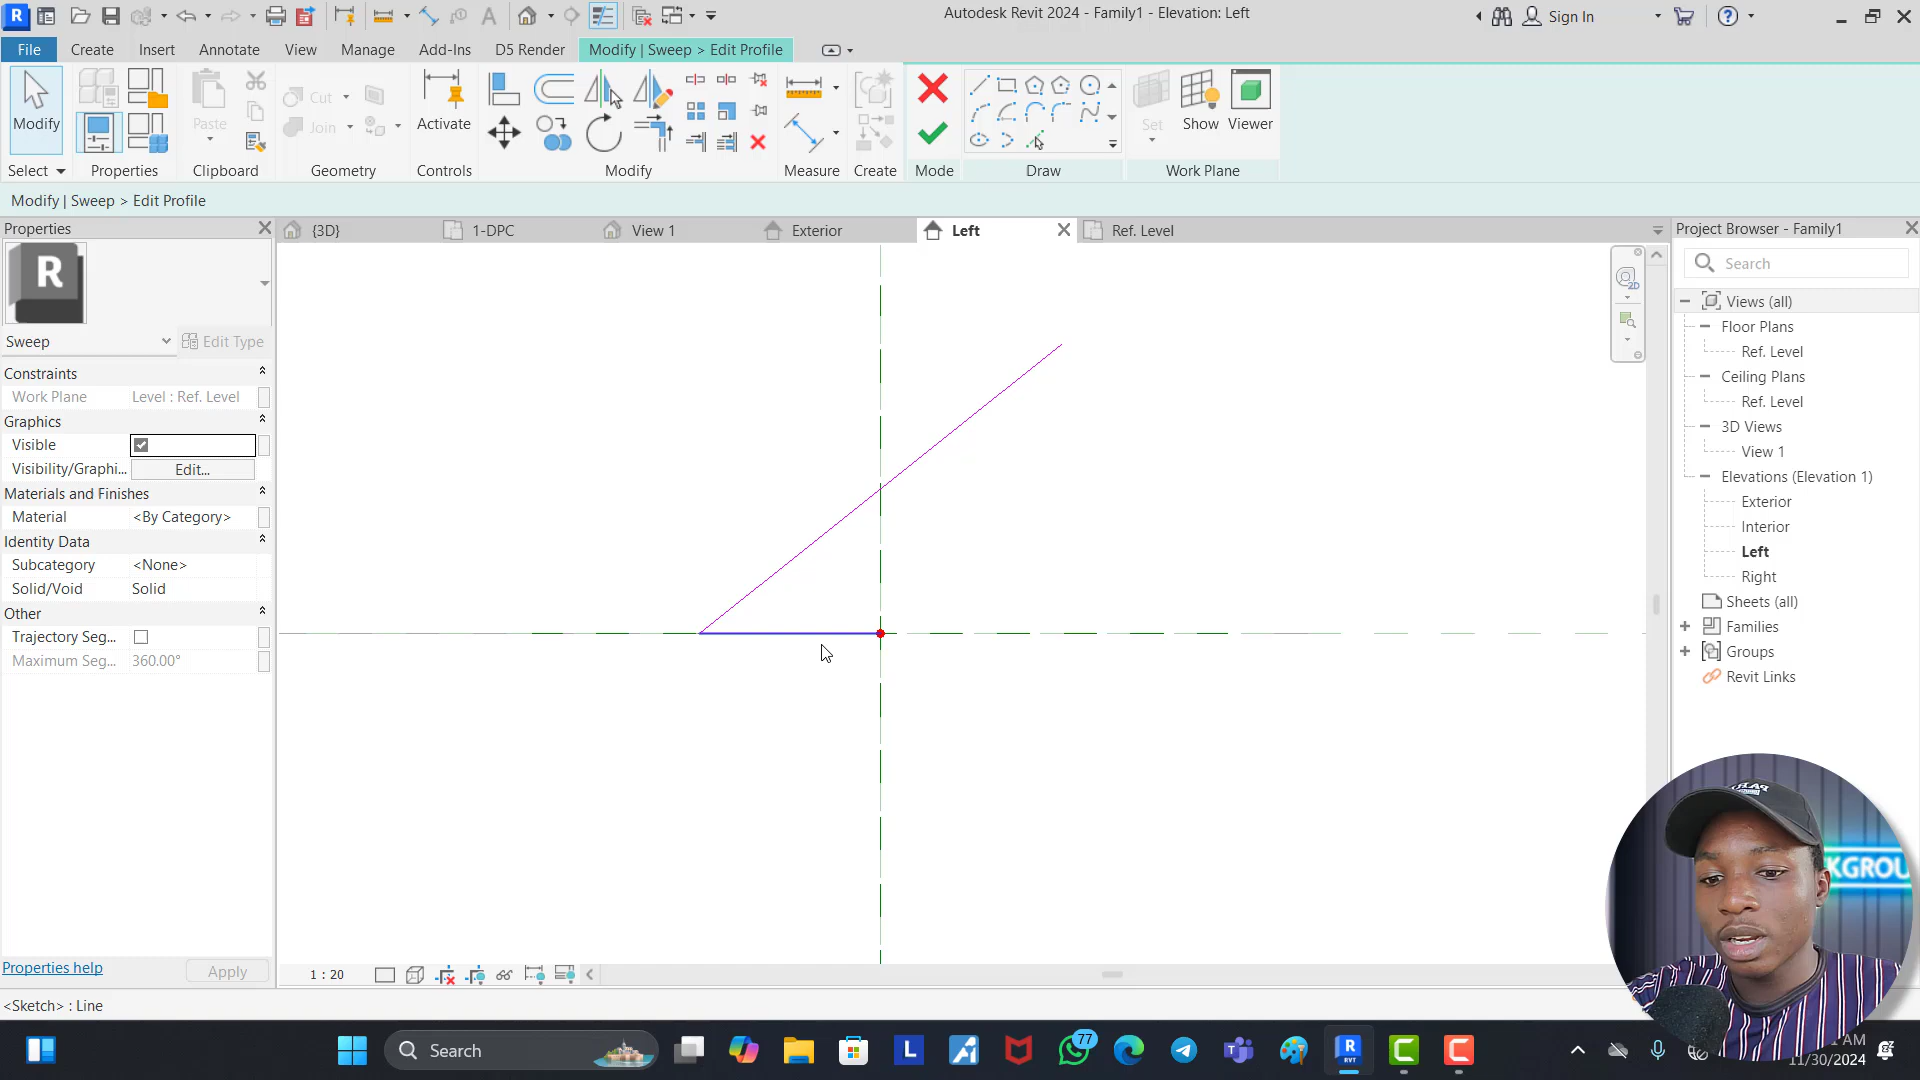 Autodesk Revit 2024 - Family1 - Elevation: Left
Sign In
File
Create
Insert
Annotate
View
Manage
Add-Ins
D5 Render
Modify | Sweep > Edit Profile
Modify
Paste
Cut
Join
Activate
Set
Show
Viewer
Select
Properties
Clipboard
Geometry
Controls
Modify
Measure
Create
Mode
Draw
Work Plane
Modify | Sweep > Edit Profile
Properties
{3D}
1-DPC
View 1
Exterior
Left
Ref. Level
Project Browser - Family1
R
Search
Sweep
Edit Type
Constraints
Work Plane
Level : Ref. Level
Graphics
Visible
Visibility/Graphi...
Edit...
Materials and Finishes
Material
<By Category>
Identity Data
Subcategory
<None>
Solid/Void
Solid
Other
Trajectory Seg...
Maximum Seg...
360.00°
Views (all)
Floor Plans
Ref. Level
Ceiling Plans
Ref. Level
3D Views
View 1
Elevations (Elevation 1)
Exterior
Interior
Left
Right
Sheets (all)
Families
Groups
Revit Links
2D
KGROU
Properties help
Apply
1 : 20
<Sketch> : Line
Search
77
AM
11/30/2024